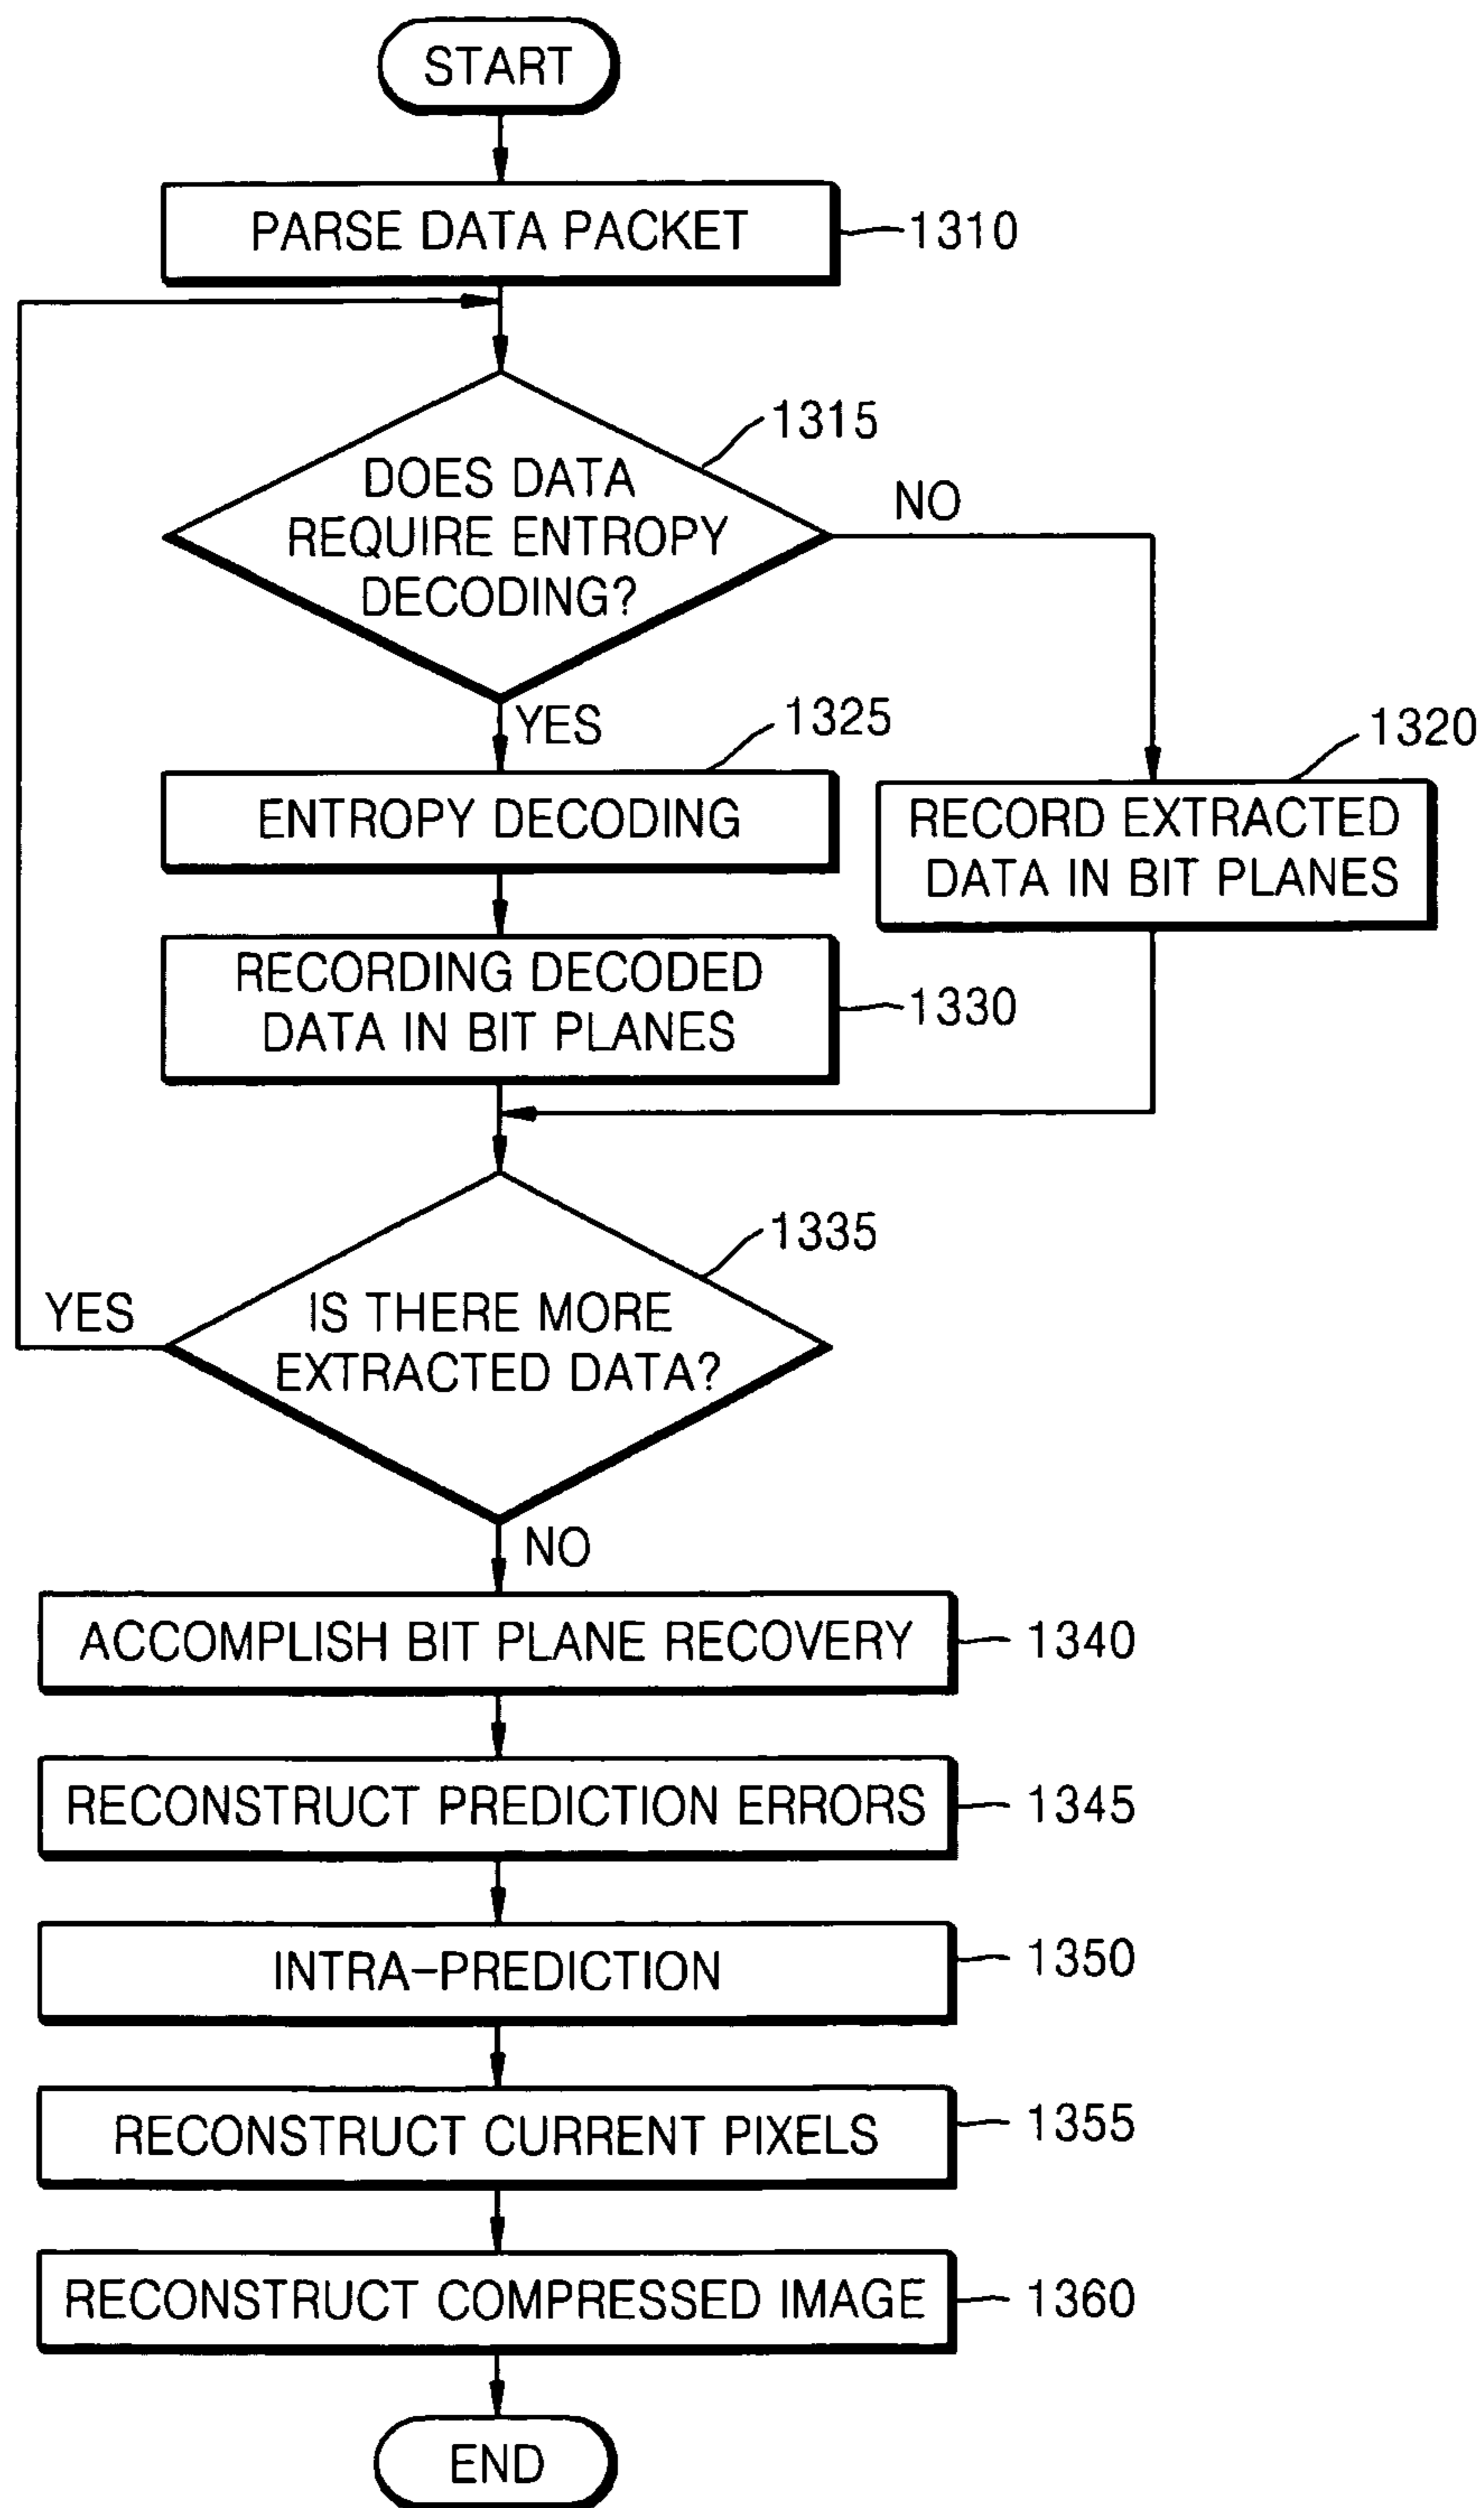 START
PARSE DATA PACKET
1310
1315
DOES DATA
REQUIRE ENTROPY
DECODING?
NO
YES
1325
1320
ENTROPY DECODING
RECORD EXTRACTED
DATA IN BIT PLANES
RECORDING DECODED
DATA IN BIT PLANES
1330
1335
YES
IS THERE MORE
EXTRACTED DATA?
NO
ACCOMPLISH BIT PLANE RECOVERY
1340
RECONSTRUCT PREDICTION ERRORS
1345
INTRA-PREDICTION
1350
RECONSTRUCT CURRENT PIXELS
1355
RECONSTRUCT COMPRESSED IMAGE
1360
END